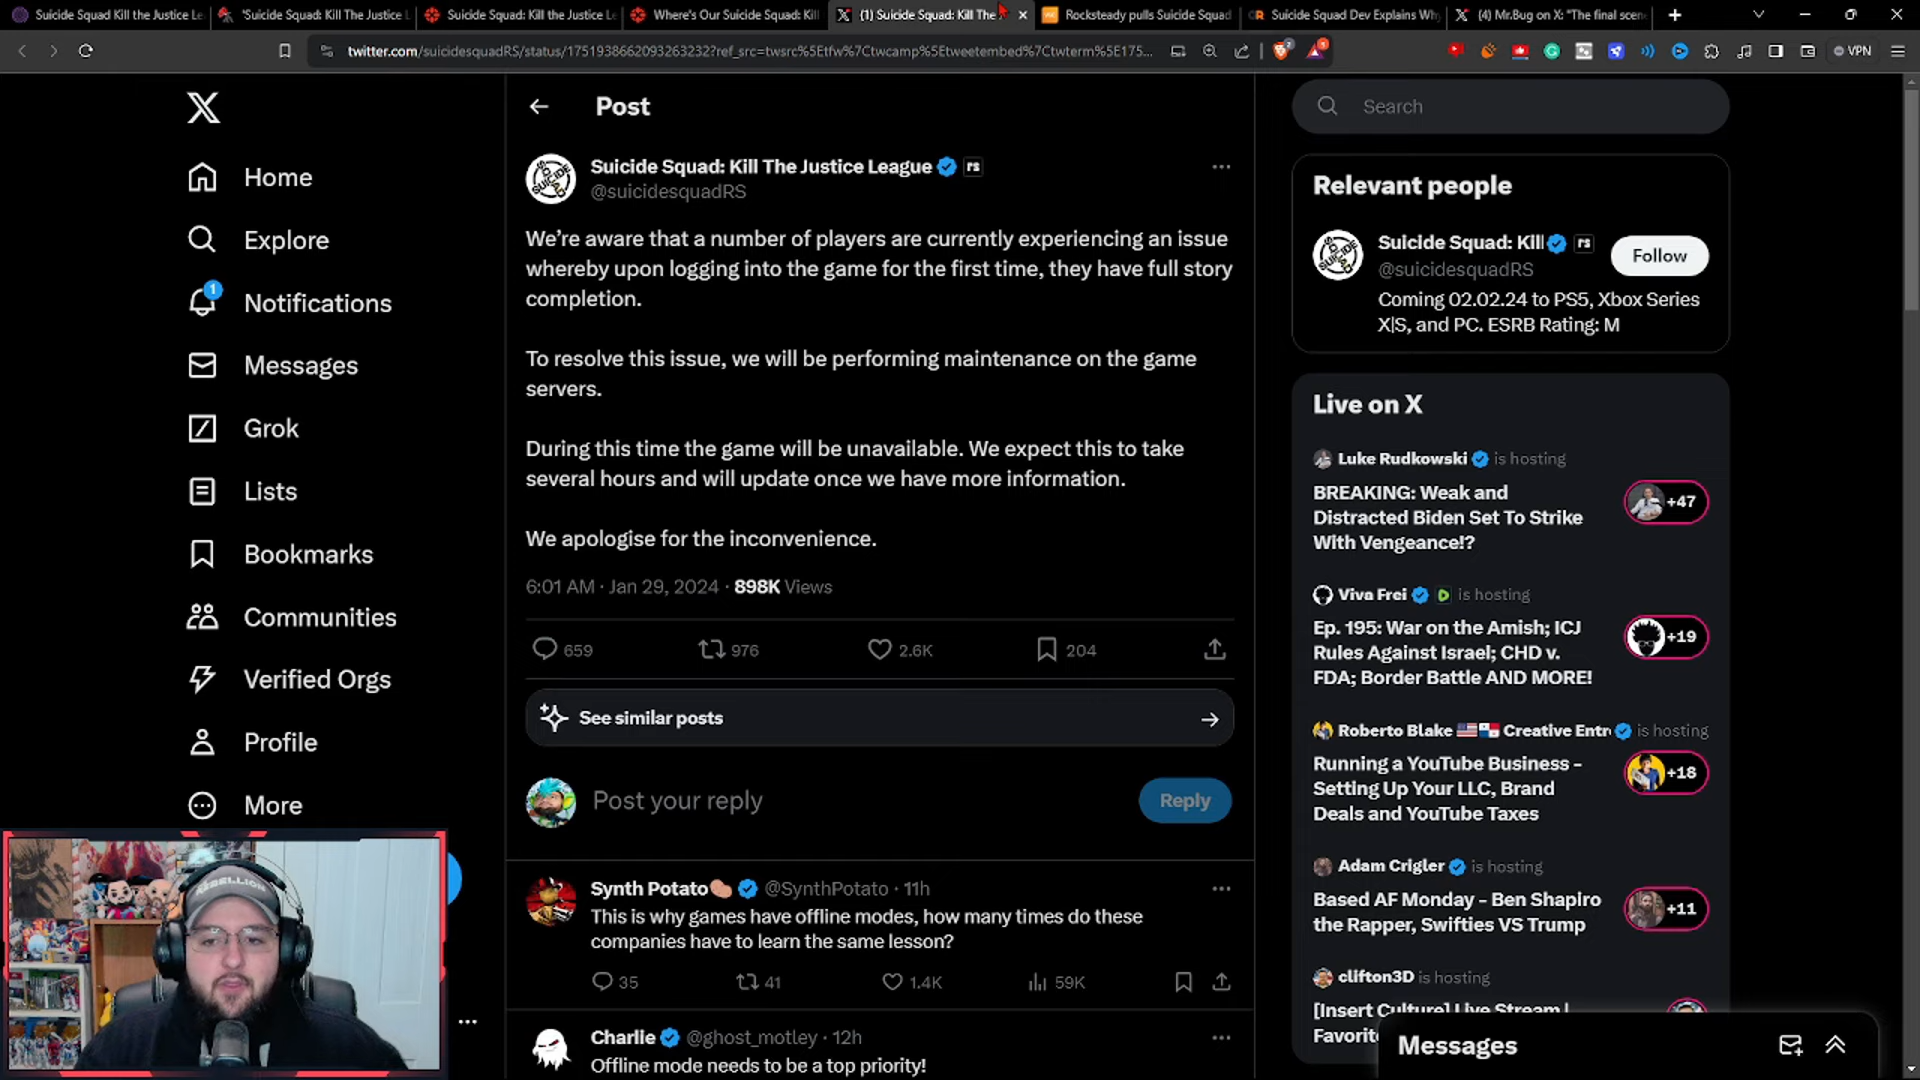 Suicide Squad Kill the Justice Le
'Suicide Squad: Kill The Justice L
Suicide Squad: Kill the Justice Le
Where's Our Suicide Squad: Kill
(1) Suicide Squad: Kill The
Rocksteady pulls Suicide Squad
Suicide Squad Dev Explains Why
(4) Mr.Bug on X: "The final scen
twitter.com/suicidesquadRS/status/1751938662093263232?ref_src=twsrc%5Etfw%7Ctwcamp%5Etweetembed%7Ctwterm%5E175...
VPN
Home
Explore
1
Notifications
Messages
Grok
Lists
Bookmarks
Communities
Verified Orgs
Profile
More
Post
Suicide Squad: Kill The Justice League rs
@suicidesquadRS
We're aware that a number of players are currently experiencing an issue
whereby upon logging into the game for the first time, they have full story
completion.
To resolve this issue, we will be performing maintenance on the game
servers.
During this time the game will be unavailable. We expect this to take
several hours and will update once we have more information.
We apologise for the inconvenience.
6:01 AM · Jan 29, 2024 · 898K Views
659 976 2.6K 204
See similar posts
Post your reply
Reply
Synth Potato @SynthPotato · 11h
This is why games have offline modes, how many times do these
companies have to learn the same lesson?
35 41 1.4K 59K
Charlie @ghost_motley · 12h
Offline mode needs to be a top priority!
Search
Relevant people
Suicide Squad: Kill rs
@suicidesquadRS
Follow
Coming 02.02.24 to PS5, Xbox Series
X|S, and PC. ESRB Rating: M
Live on X
Luke Rudkowski is hosting
BREAKING: Weak and
Distracted Biden Set To Strike
With Vengeance!?
+47
Viva Frei is hosting
Ep. 195: War on the Amish; ICJ
Rules Against Israel; CHD v.
FDA; Border Battle AND MORE!
+19
Roberto Blake Creative Entr is hosting
Running a YouTube Business -
Setting Up Your LLC, Brand
Deals and YouTube Taxes
+18
Adam Crigler is hosting
Based AF Monday - Ben Shapiro
the Rapper, Swifties VS Trump
+11
clifton3D is hosting
[Insert Culture] Live Stream |
Favorit
Messages
REBELLION